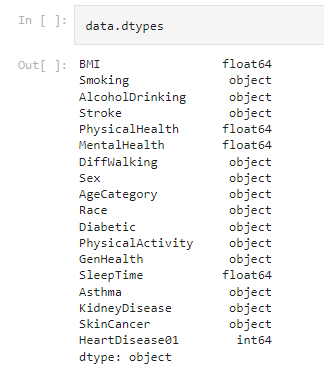 In [ ]: data.dtypes
Out[ ]: BMI float64
Smoking object
AlcoholDrinking object
Stroke object
PhysicalHealth float64
MentalHealth float64
DiffWalking object
Sex object
AgeCategory object
Race object
Diabetic object
PhysicalActivity object
GenHealth object
SleepTime float64
Asthma object
KidneyDisease object
SkinCancer object
HeartDisease01 int64
dtype: object